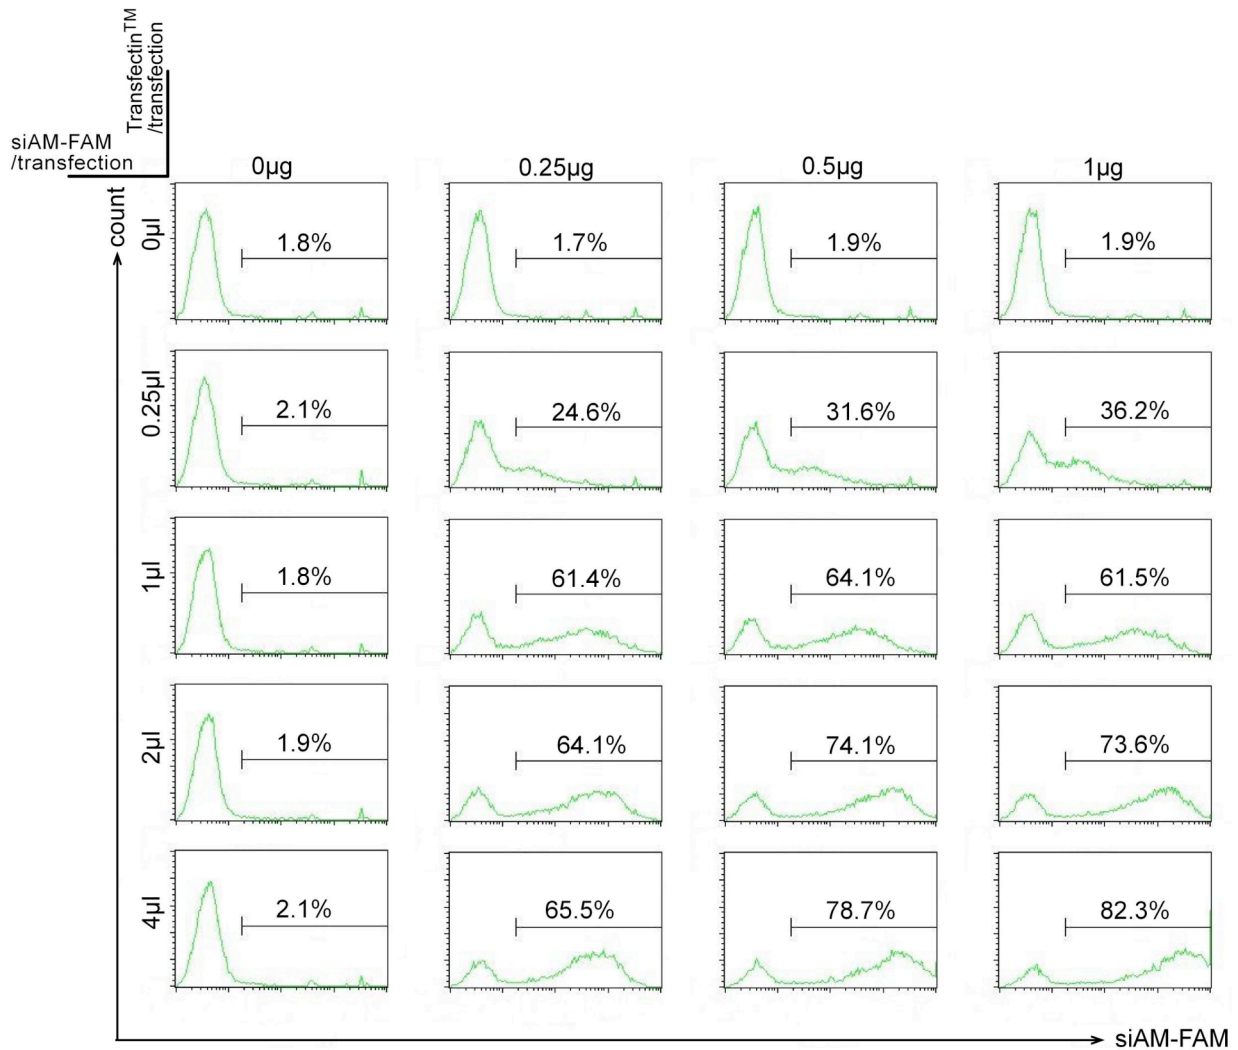 Transfectin™
/transfection
siAM-FAM
/transfection
0µg 0.25µg 0.5µg 1µg
count
0µl 1.8% 1.7% 1.9% 1.9%
0.25µl 2.1% 24.6% 31.6% 36.2%
1µl 1.8% 61.4% 64.1% 61.5%
2µl 1.9% 64.1% 74.1% 73.6%
4µl 2.1% 65.5% 78.7% 82.3%
siAM-FAM